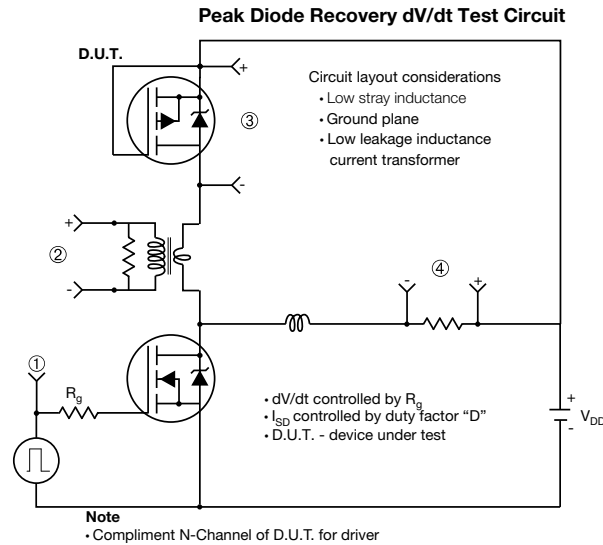 Peak Diode Recovery dV/dt Test Circuit
D.U.T.
+
Circuit layout considerations
• Low stray inductance
• Ground plane
• Low leakage inductance
current transformer
③
-
+
②
-
④
-
+
①
Rg
• dV/dt controlled by Rg
• ISD controlled by duty factor “D”
• D.U.T. - device under test
+
VDD
-
Note
• Compliment N-Channel of D.U.T. for driver